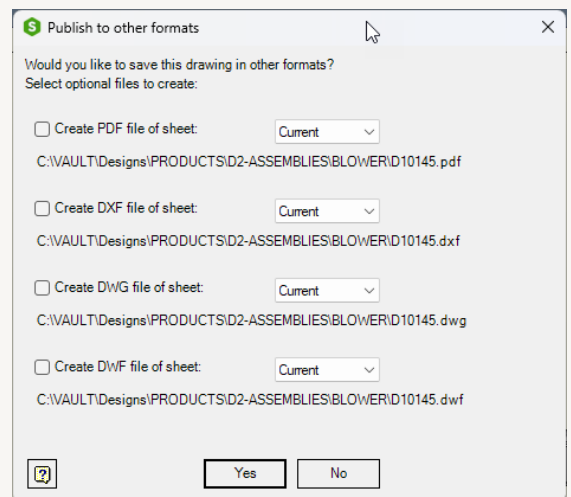 S Publish to other formats
Would you like to save this drawing in other formats?
Select optional files to create:
Create PDF file of sheet: Current
C:\VAULT\Designs\PRODUCTS\D2-ASSEMBLIES\BLOWER\D10145.pdf
Create DXF file of sheet: Current
C:\VAULT\Designs\PRODUCTS\D2-ASSEMBLIES\BLOWER\D10145.dxf
Create DWG file of sheet: Current
C:\VAULT\Designs\PRODUCTS\D2-ASSEMBLIES\BLOWER\D10145.dwg
Create DWF file of sheet: Current
C:\VAULT\Designs\PRODUCTS\D2-ASSEMBLIES\BLOWER\D10145.dwf
? Yes No